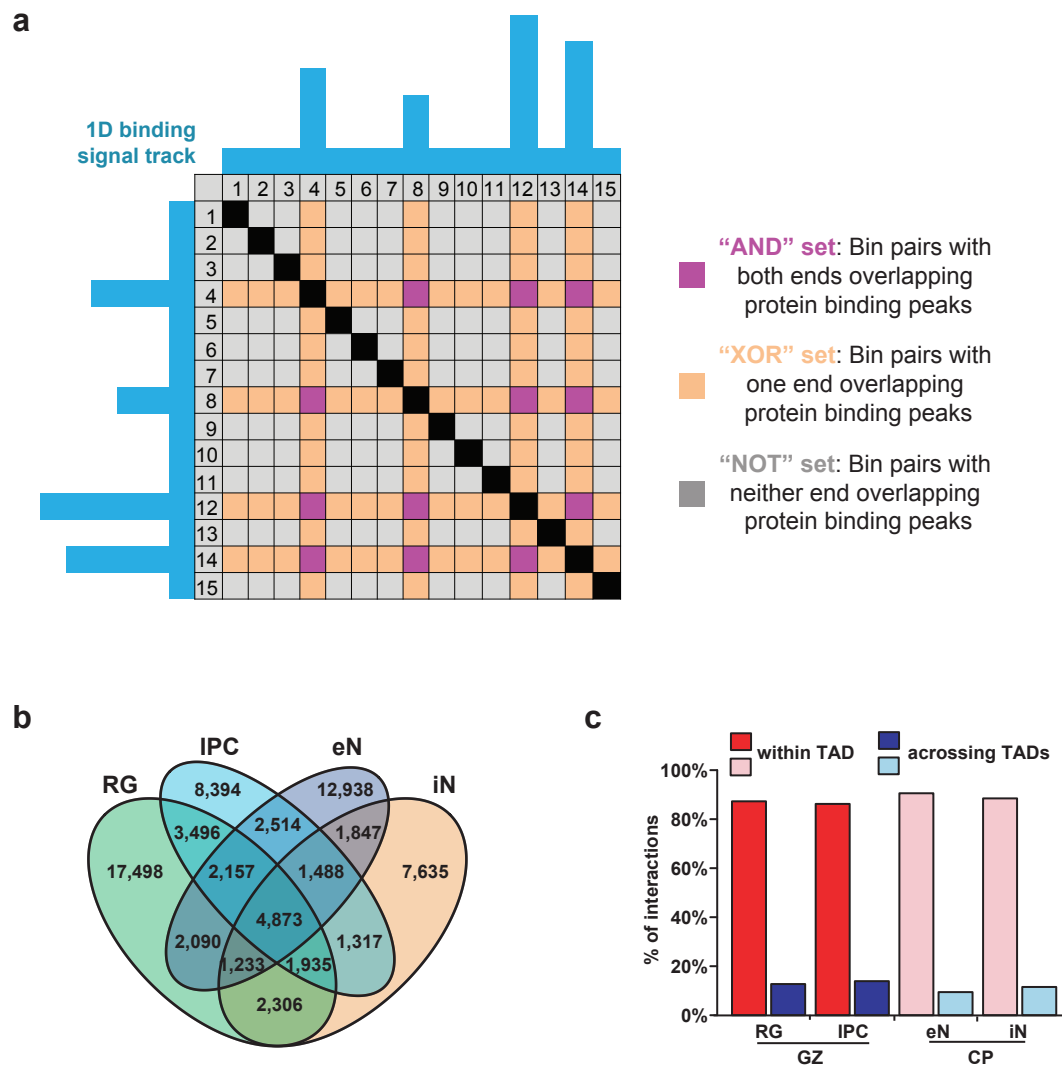 a
1D binding
signal track
1 2 3 4 5 6 7 8 9 10 11 12 13 14 15
1
2
3
4
5
6
7
8
9
10
11
12
13
14
15
“AND” set: Bin pairs with
both ends overlapping
protein binding peaks
“XOR” set: Bin pairs with
one end overlapping
protein binding peaks
“NOT” set: Bin pairs with
neither end overlapping
protein binding peaks
b
RG IPC eN iN
8,394 12,938
3,496 2,514 1,847
17,498 2,157 1,488 7,635
4,873
2,090 1,317
1,233 1,935
2,306
c
within TAD acrossing TADs
% of interactions
100%
80%
60%
40%
20%
0%
RG IPC eN iN
GZ CP